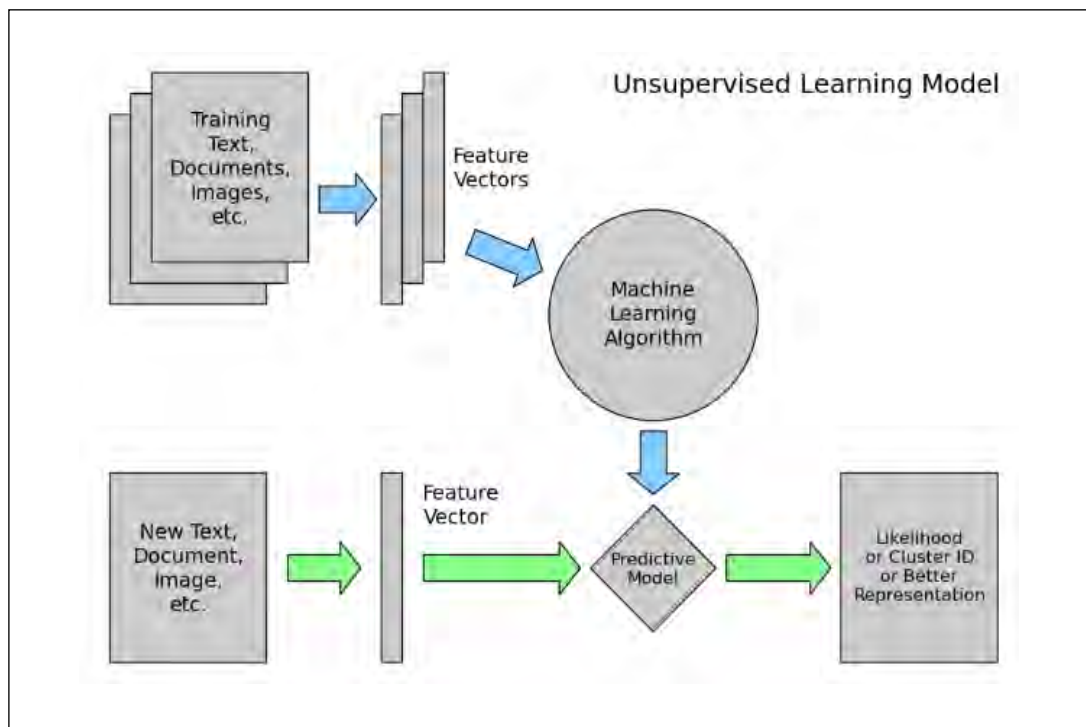 Unsupervised Learning Model
Training
Text,
Documents,
Images,
etc.
Feature
Vectors
Machine
Learning
Algorithm
New Text,
Document,
Image,
etc.
Feature
Vector
Predictive
Model
Likelihood
or Cluster ID
or Better
Representation